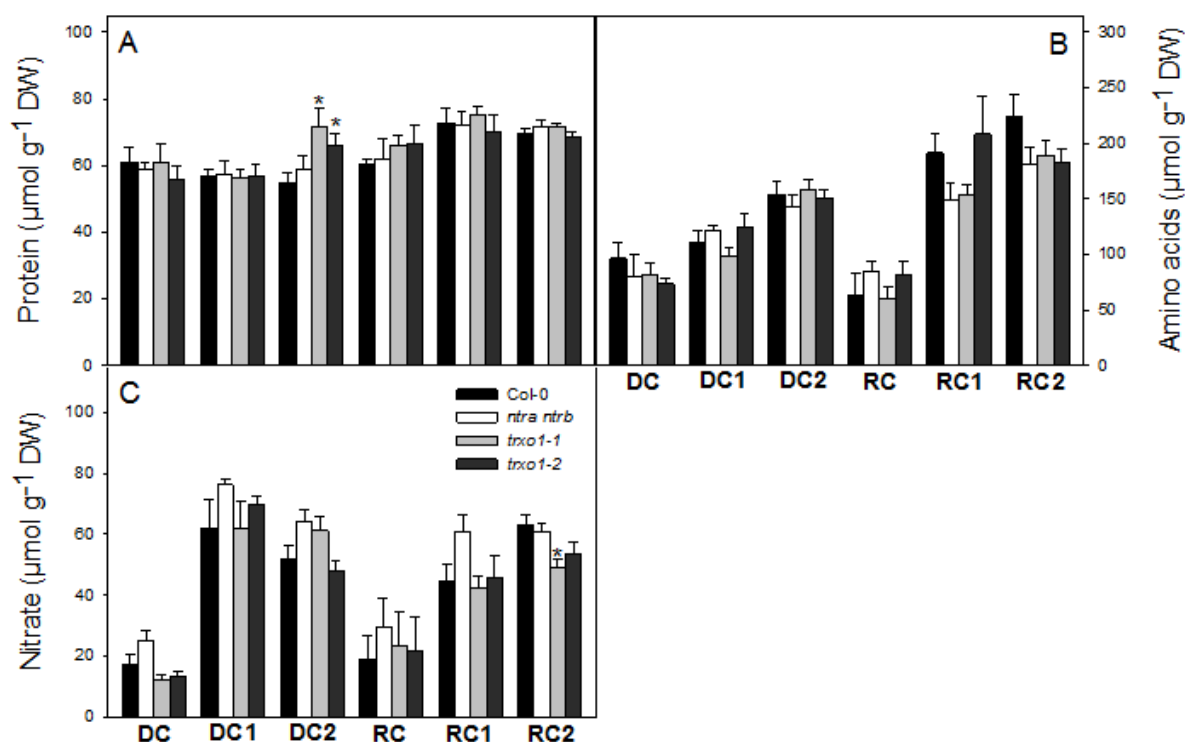 A
B
Protein (µmol g⁻¹ DW)
100
80
60
40
20
0
*
*
Amino acids (µmol g⁻¹ DW)
300
250
200
150
100
50
0
DC DC1 DC2 RC RC1 RC2
C
Nitrate (µmol g⁻¹ DW)
100
80
60
40
20
0
Col-0
ntra ntrb
trxo1-1
trxo1-2
*
DC DC1 DC2 RC RC1 RC2